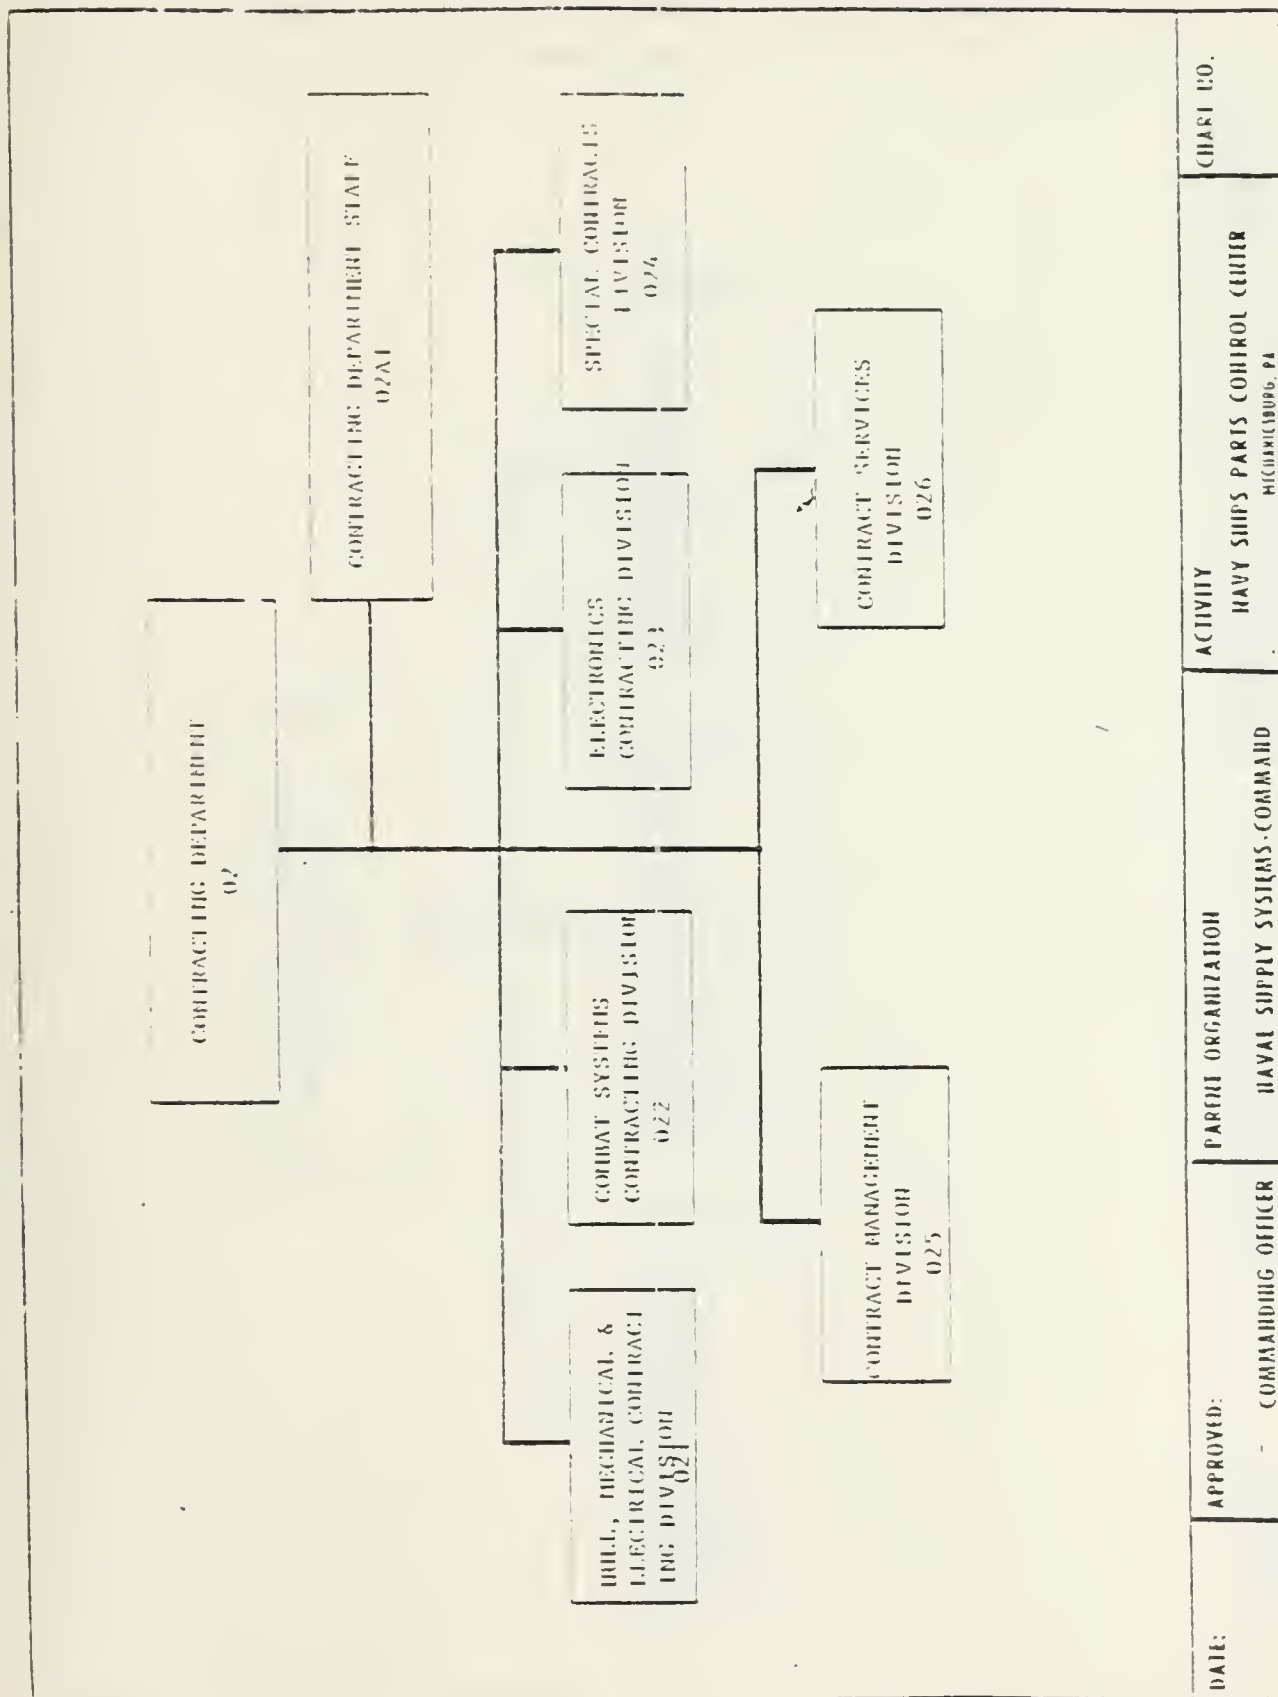 CONTRACTING DEPARTMENT
02
CONTRACTING DEPARTMENT STAFF
02A1
HULL, MECHANICAL &
ELECTRICAL CONTRACT
ING DIVISION
021
COMBAT SYSTEMS
CONTRACTING DIVISION
022
ELECTRONICS
CONTRACTING DIVISION
023
SPECIAL CONTRACTS
DIVISION
024
CONTRACT MANAGEMENT
DIVISION
025
CONTRACT SERVICES
DIVISION
026
DATE:
APPROVED:
COMMANDING OFFICER
PARENT ORGANIZATION
NAVAL SUPPLY SYSTEMS COMMAND
ACTIVITY
NAVY SHIPS PARTS CONTROL CENTER
MECHANICSBURG, PA
CHART NO.